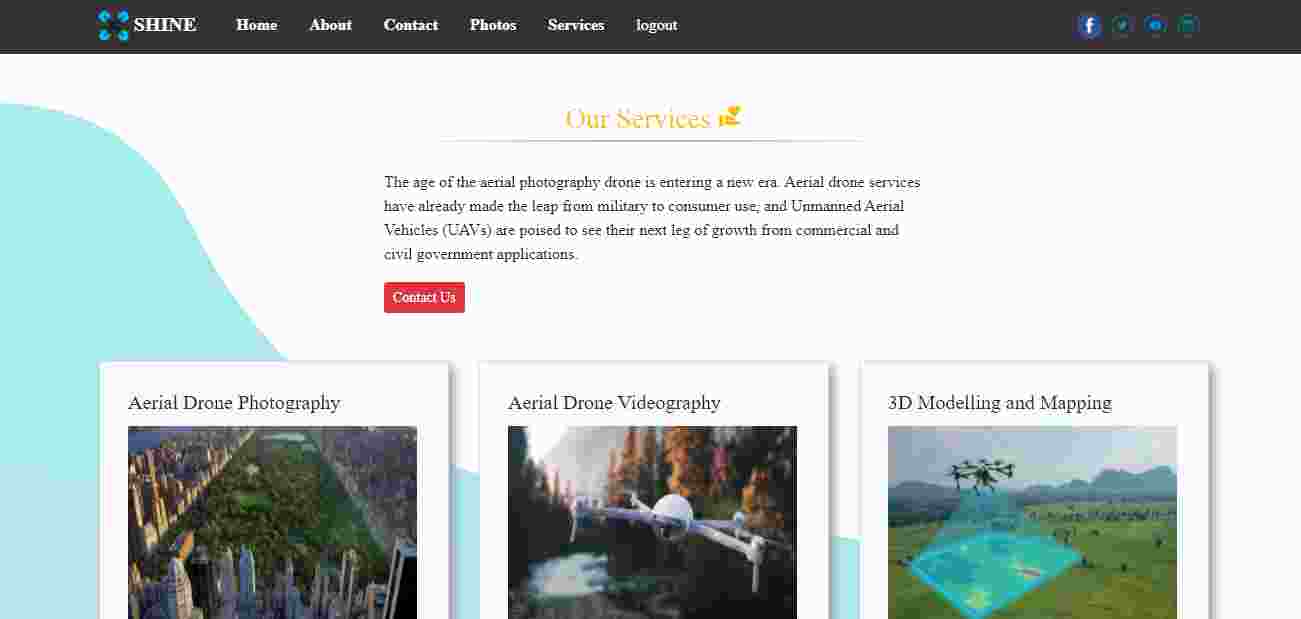 SHINE Home About Contact Photos Services logout
Our Services
The age of the aerial photography drone is entering a new era. Aerial drone services
have already made the leap from military to consumer use, and Unmanned Aerial
Vehicles (UAVs) are poised to see their next leg of growth from commercial and
civil government applications.
Contact Us
Aerial Drone Photography
Aerial Drone Videography
3D Modelling and Mapping